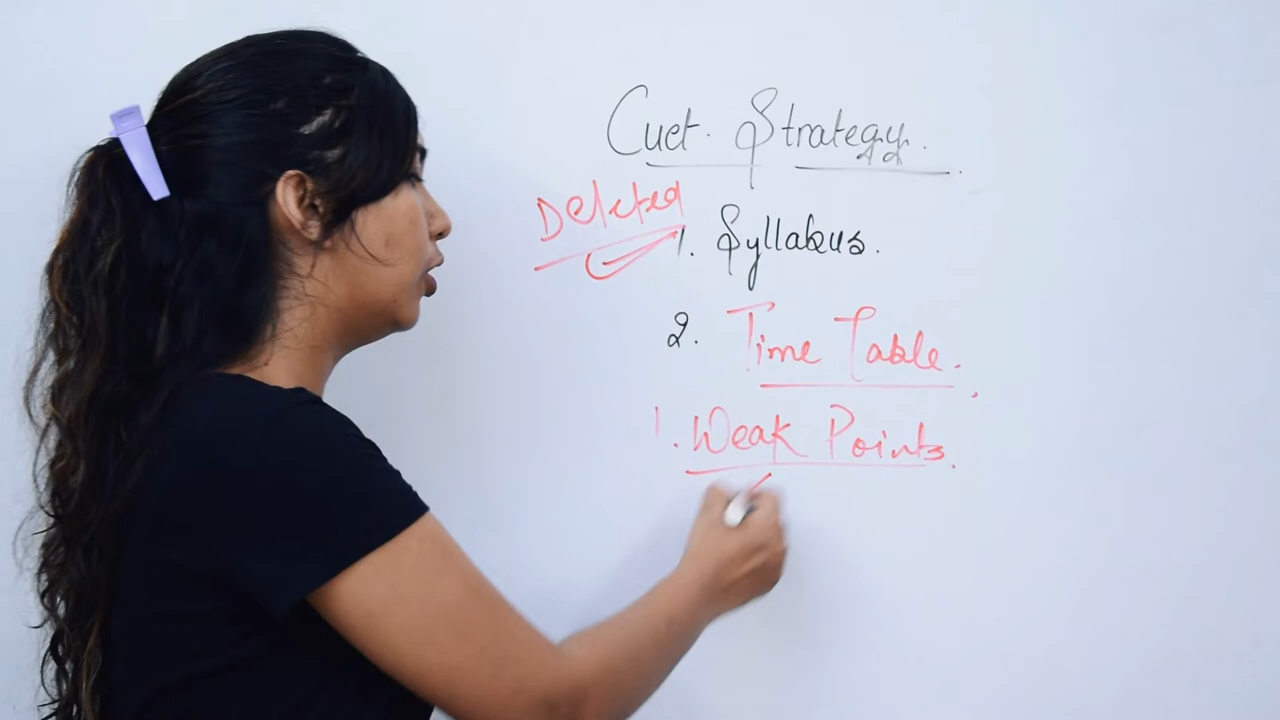 Cuet. Strategy.
Deleted
1. Syllabus.
2. Time Table.
1. Weak Points.